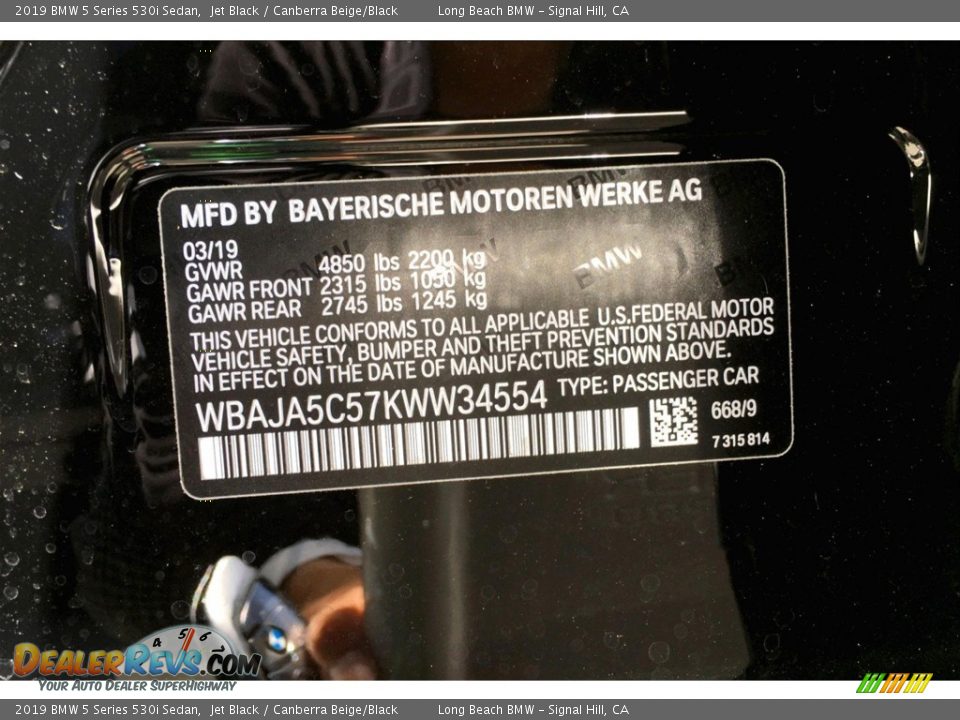 2019 BMW 5 Series 530i Sedan, Jet Black / Canberra Beige/Black Long Beach BMW - Signal Hill, CA
MFD BY BAYERISCHE MOTOREN WERKE AG
03/19
GVWR 4850 lbs 2200 kg
GAWR FRONT 2315 lbs 1050 kg
GAWR REAR 2745 lbs 1245 kg
THIS VEHICLE CONFORMS TO ALL APPLICABLE U.S.FEDERAL MOTOR
VEHICLE SAFETY, BUMPER AND THEFT PREVENTION STANDARDS
IN EFFECT ON THE DATE OF MANUFACTURE SHOWN ABOVE.
WBAJA5C57KWW34554 TYPE: PASSENGER CAR
668/9
7 315 814
BMW
4 5 6
DEALERREVS.COM
YOUR AUTO DEALER SUPERHIGHWAY
2019 BMW 5 Series 530i Sedan, Jet Black / Canberra Beige/Black Long Beach BMW - Signal Hill, CA